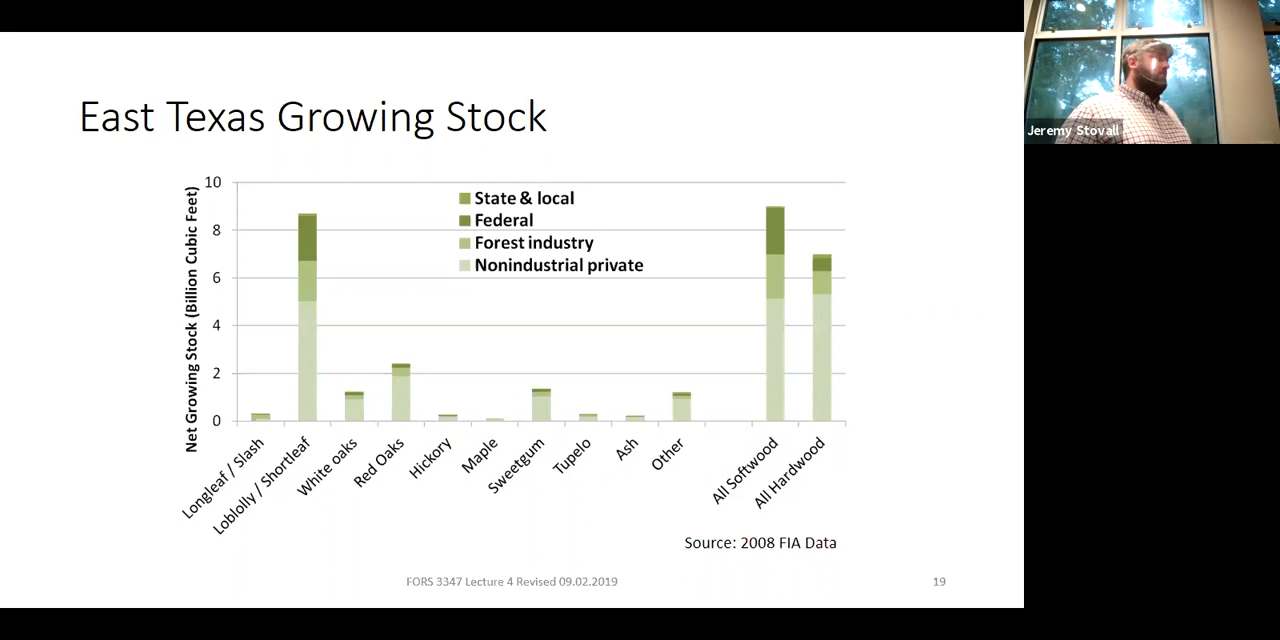 East Texas Growing Stock
Net Growing Stock (Billion Cubic Feet)
10
8
6
4
2
0
State & local
Federal
Forest industry
Nonindustrial private
Longleaf / Slash
Loblolly / Shortleaf
White oaks
Red Oaks
Hickory
Maple
Sweetgum
Tupelo
Ash
Other
All Softwood
All Hardwood
Source: 2008 FIA Data
FORS 3347 Lecture 4 Revised 09.02.2019
19
Jeremy Stovall